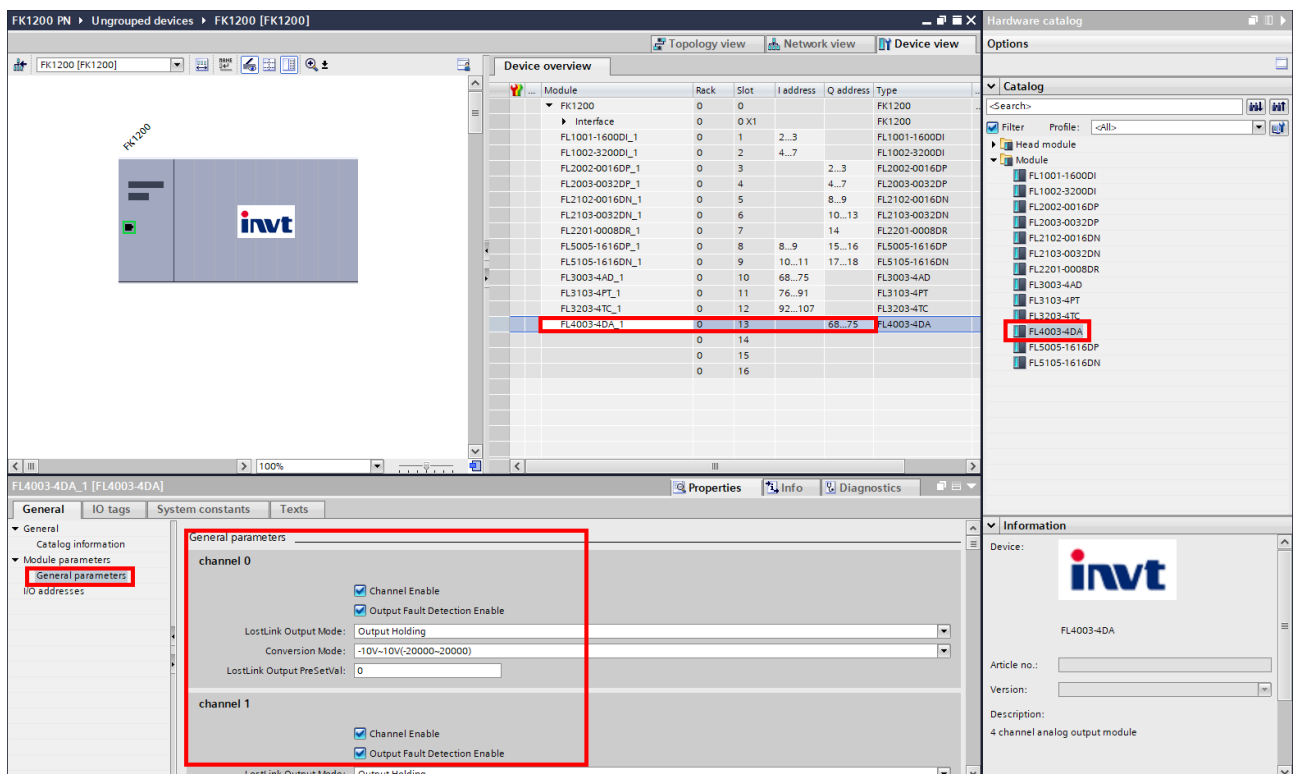 FK1200 PN ▸ Ungrouped devices ▸ FK1200 [FK1200]
Topology view Network view Device view
FK1200 [FK1200]
FK1200
invt
100%
Device overview
... Module Rack Slot I address Q address Type ...
FK1200 0 0 FK1200
Interface 0 0 X1 FK1200
FL1001-1600DI_1 0 1 2...3 FL1001-1600DI
FL1002-3200DI_1 0 2 4...7 FL1002-3200DI
FL2002-0016DP_1 0 3 2...3 FL2002-0016DP
FL2003-0032DP_1 0 4 4...7 FL2003-0032DP
FL2102-0016DN_1 0 5 8...9 FL2102-0016DN
FL2103-0032DN_1 0 6 10...13 FL2103-0032DN
FL2201-0008DR_1 0 7 14 FL2201-0008DR
FL5005-1616DP_1 0 8 8...9 15...16 FL5005-1616DP
FL5105-1616DN_1 0 9 10...11 17...18 FL5105-1616DN
FL3003-4AD_1 0 10 68...75 FL3003-4AD
FL3103-4PT_1 0 11 76...91 FL3103-4PT
FL3203-4TC_1 0 12 92...107 FL3203-4TC
FL4003-4DA_1 0 13 68...75 FL4003-4DA
0 14
0 15
0 16
FL4003-4DA_1 [FL4003-4DA]
Properties Info Diagnostics
General IO tags System constants Texts
General
Catalog information
Module parameters
General parameters
I/O addresses
General parameters
channel 0
Channel Enable
Output Fault Detection Enable
LostLink Output Mode: Output Holding
Conversion Mode: -10V~10V(-20000~20000)
LostLink Output PreSetVal: 0
channel 1
Channel Enable
Output Fault Detection Enable
LostLink Output Mode: Output Holding
Hardware catalog
Options
Catalog
<Search>
Filter Profile: <All>
Head module
Module
FL1001-1600DI
FL1002-3200DI
FL2002-0016DP
FL2003-0032DP
FL2102-0016DN
FL2103-0032DN
FL2201-0008DR
FL3003-4AD
FL3103-4PT
FL3203-4TC
FL4003-4DA
FL5005-1616DP
FL5105-1616DN
Information
Device:
invt
FL4003-4DA
Article no.:
Version:
Description:
4 channel analog output module